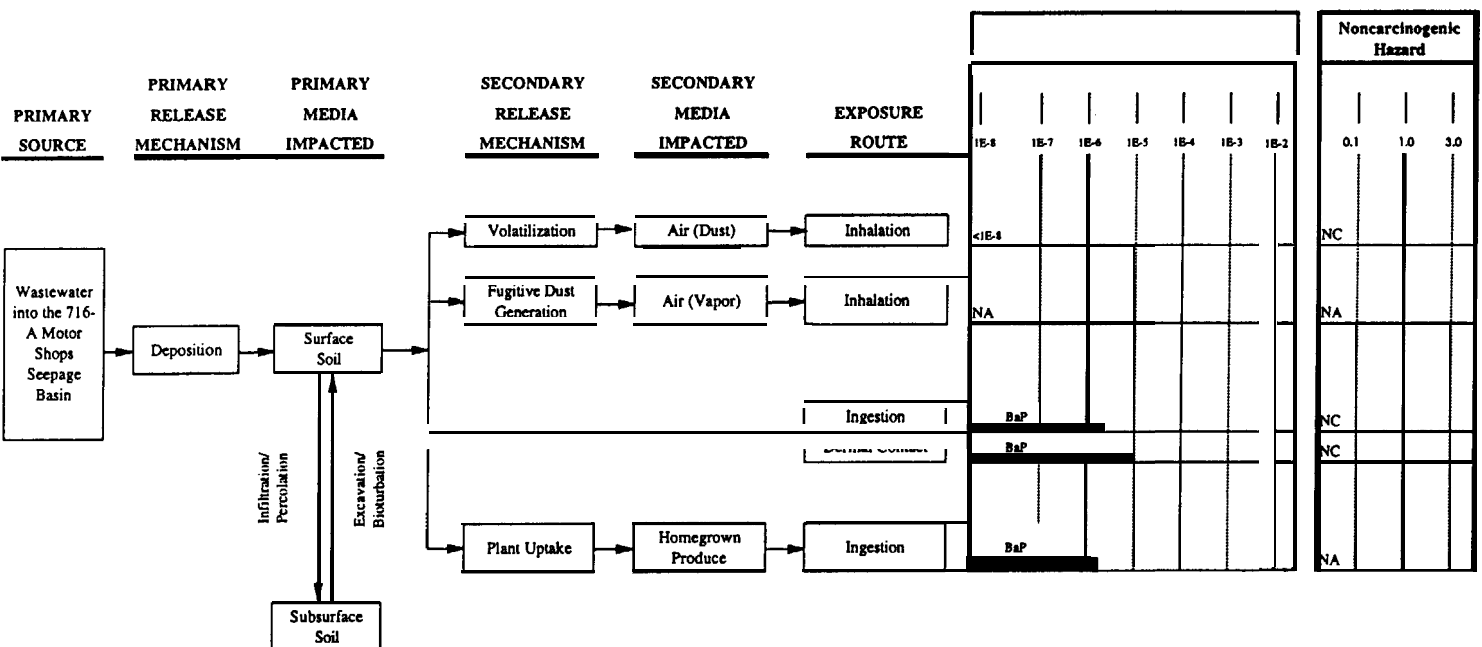 Noncarcinogenic
Hazard
PRIMARY
SOURCE
PRIMARY
RELEASE
MECHANISM
PRIMARY
MEDIA
IMPACTED
SECONDARY
RELEASE
MECHANISM
SECONDARY
MEDIA
IMPACTED
EXPOSURE
ROUTE
1E-8 1E-7 1E-6 1E-5 1E-4 1E-3 1E-2
0.1 1.0 3.0
Volatilization
Air (Dust)
Inhalation
<1E-8
NC
Wastewater
into the 716-
A Motor
Shops
Seepage
Basin
Fugitive Dust
Generation
Air (Vapor)
Inhalation
NA
NA
Deposition
Surface
Soil
Ingestion
BaP
NC
Dermal Contact
BaP
NC
Infiltration/
Percolation
Excavation/
Bioturbation
Plant Uptake
Homegrown
Produce
Ingestion
BaP
NA
Subsurface
Soil